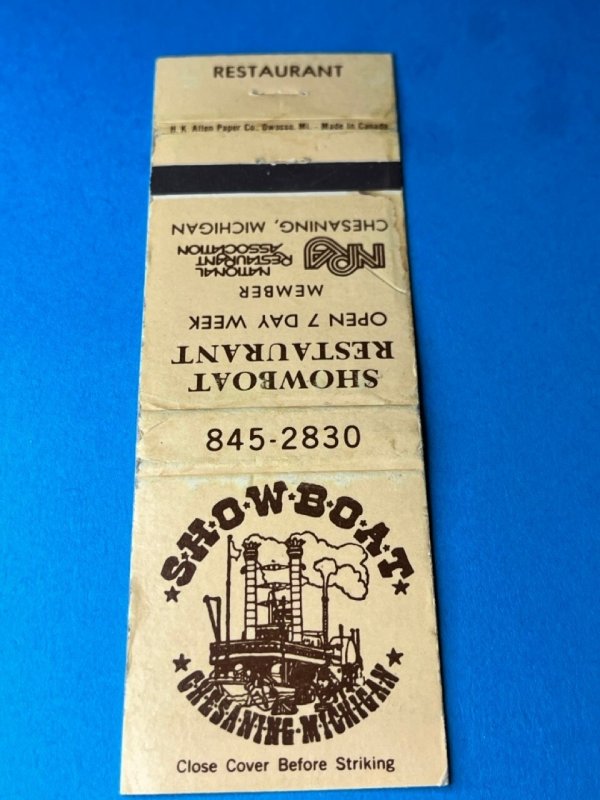 RESTAURANT
H. K. Allen Paper Co., Owosso, Mi. - Made in Canada
SHOWBOAT
RESTAURANT
OPEN 7 DAY WEEK
MEMBER
NRA NATIONAL
RESTAURANT
ASSOCIATION
CHESANING, MICHIGAN
845-2830
S★H★O★W★B★O★A★T
CHESANING-MICHIGAN
Close Cover Before Striking